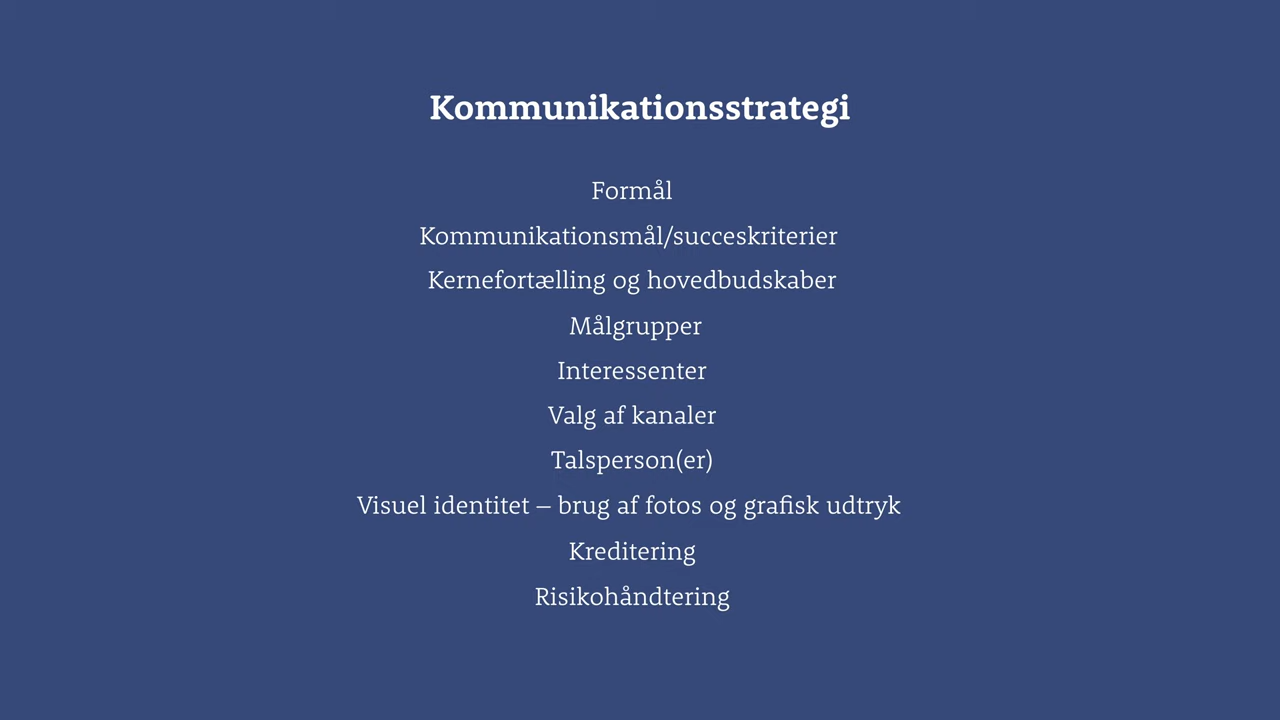 Kommunikationsstrategi
Formål
Kommunikationsmål/succeskriterier
Kernefortælling og hovedbudskaber
Målgrupper
Interessenter
Valg af kanaler
Talsperson(er)
Visuel identitet – brug af fotos og grafisk udtryk
Kreditering
Risikohåndtering